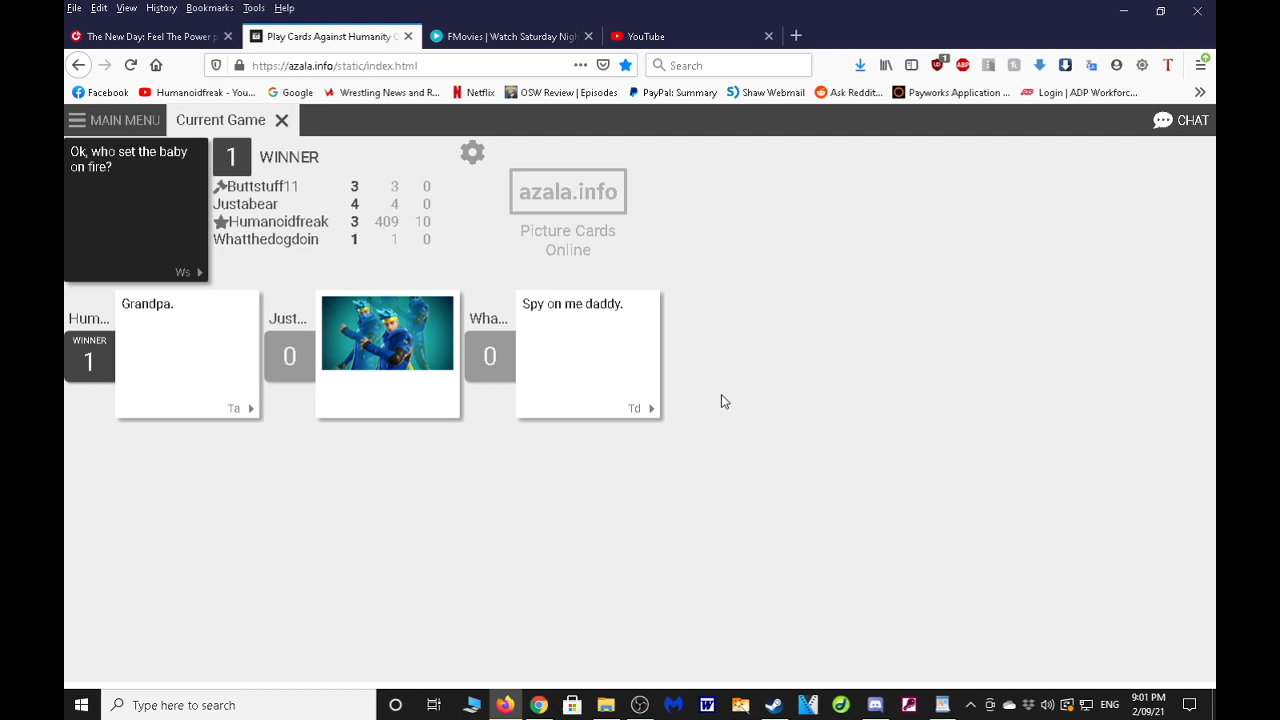 File Edit View History Bookmarks Tools Help
The New Day: Feel The Power p
Play Cards Against Humanity
FMovies | Watch Saturday Nigh
YouTube
https://azala.info/static/index.html
Search
Facebook
Humanoidfreak - You...
Google
Wrestling News and R...
Netflix
OSW Review | Episodes
PayPal: Summary
Shaw Webmail
Ask Reddit...
Payworks Application ...
Login | ADP Workforc...
MAIN MENU
Current Game
CHAT
Ok, who set the baby
on fire?
Ws
1 WINNER
Buttstuff11 3 3 0
Justabear 4 4 0
Humanoidfreak 3 409 10
Whatthedogdoin 1 1 0
azala.info
Picture Cards
Online
Hum...
WINNER
1
Grandpa.
Ta
Just...
0
Wha...
0
Spy on me daddy.
Td
Type here to search
ENG
9:01 PM
2/09/21